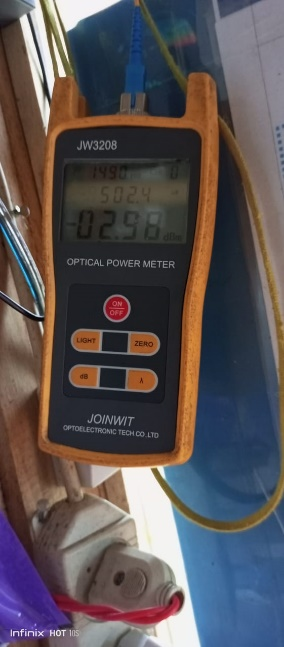 JW3208
1490
502.4
-02.98 dBm
OPTICAL POWER METER
ON
OFF
LIGHT
ZERO
dB
λ
JOINWIT
OPTOELECTRONIC TECH CO.,LTD
Infinix HOT 10S